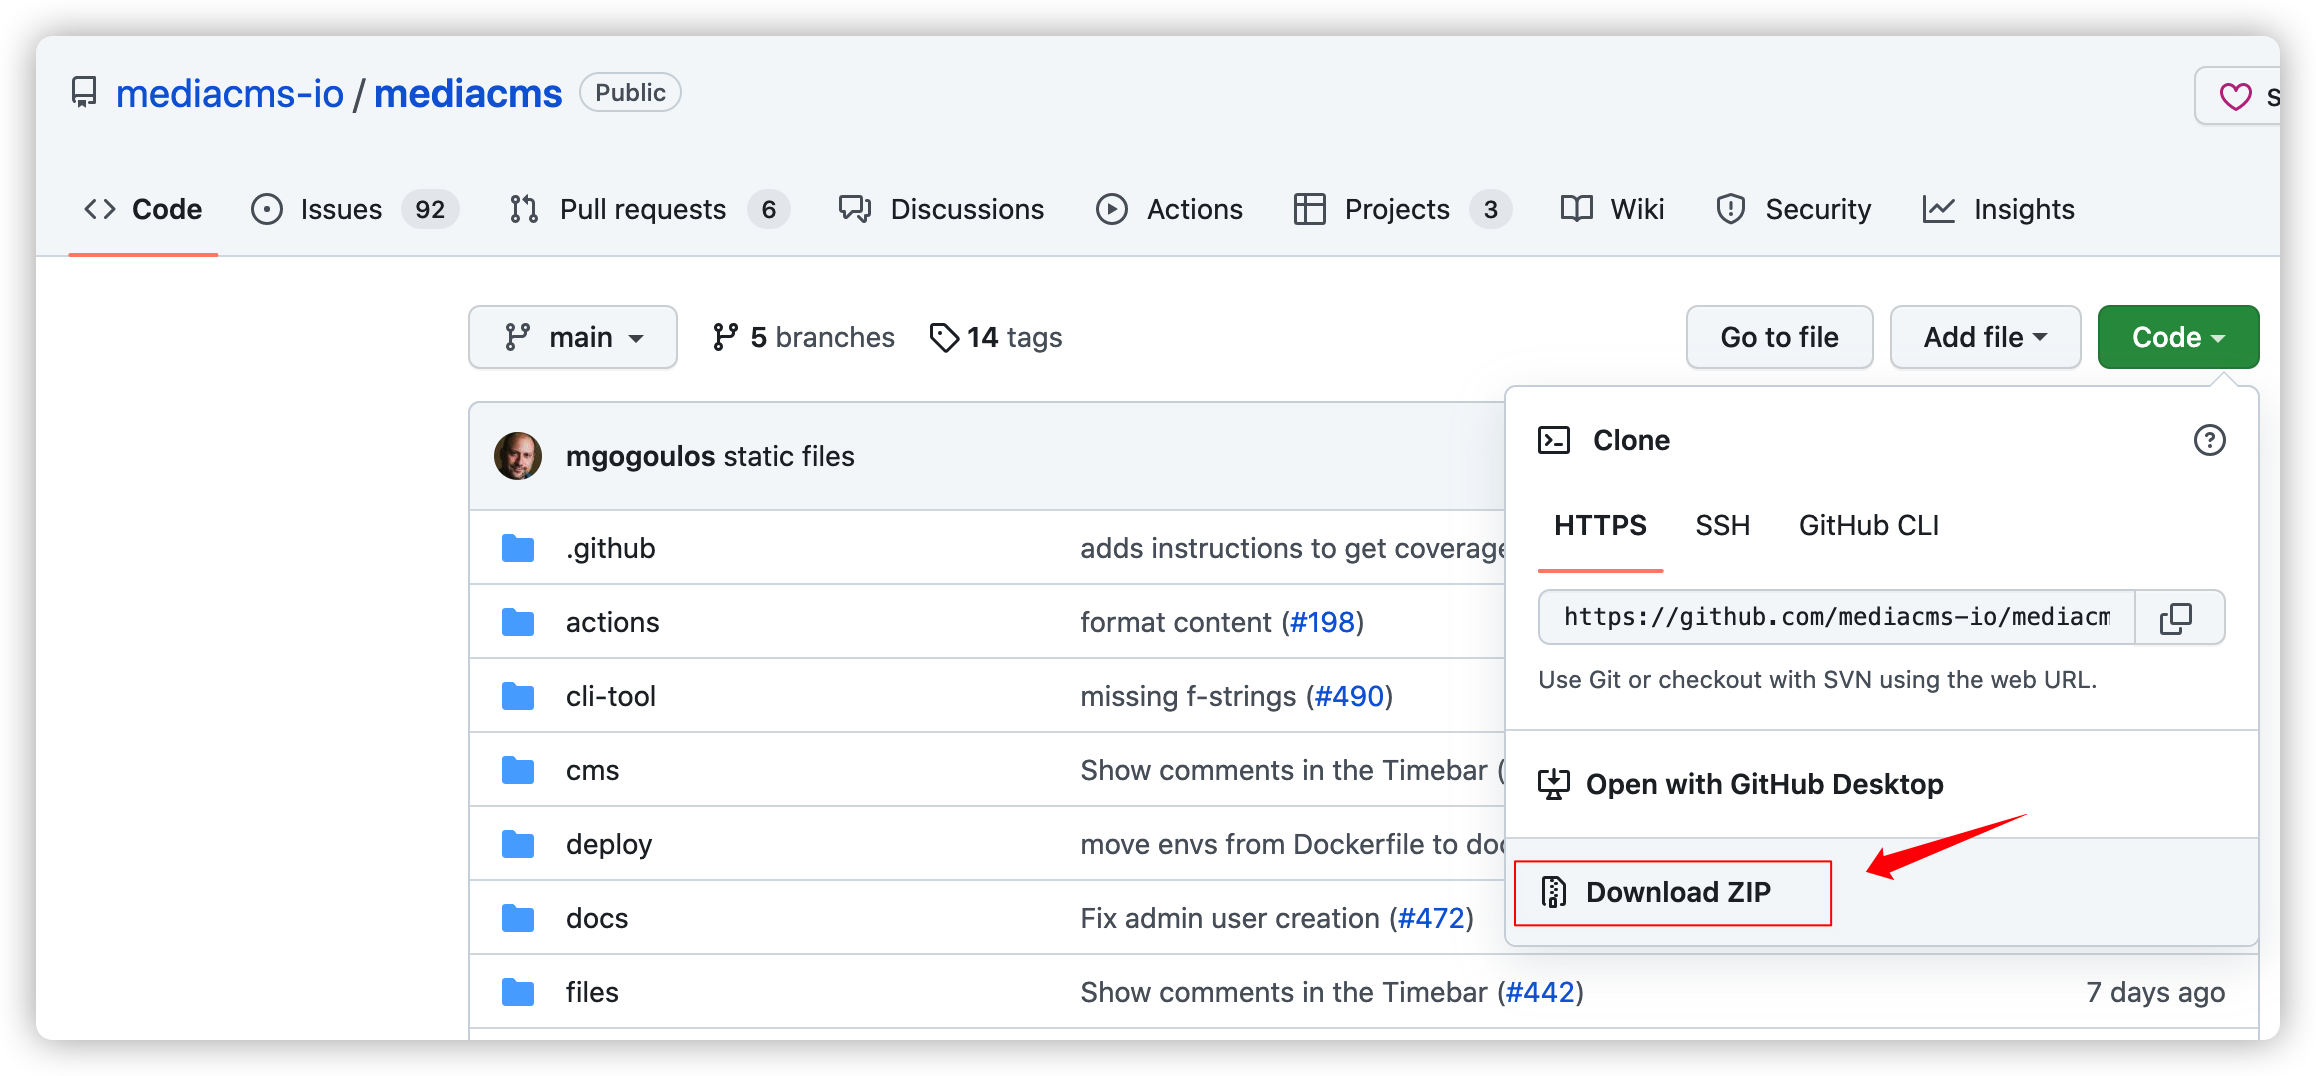 mediacms-io / mediacms Public
S
Code Issues 92 Pull requests 6 Discussions Actions Projects 3 Wiki Security Insights
main 5 branches 14 tags Go to file Add file Code
mgogoulos static files
.github adds instructions to get coverage
actions format content (#198)
cli-tool missing f-strings (#490)
cms Show comments in the Timebar (
deploy move envs from Dockerfile to doc
docs Fix admin user creation (#472)
files Show comments in the Timebar (#442) 7 days ago
Clone
HTTPS SSH GitHub CLI
https://github.com/mediacms-io/mediacm
Use Git or checkout with SVN using the web URL.
Open with GitHub Desktop
Download ZIP